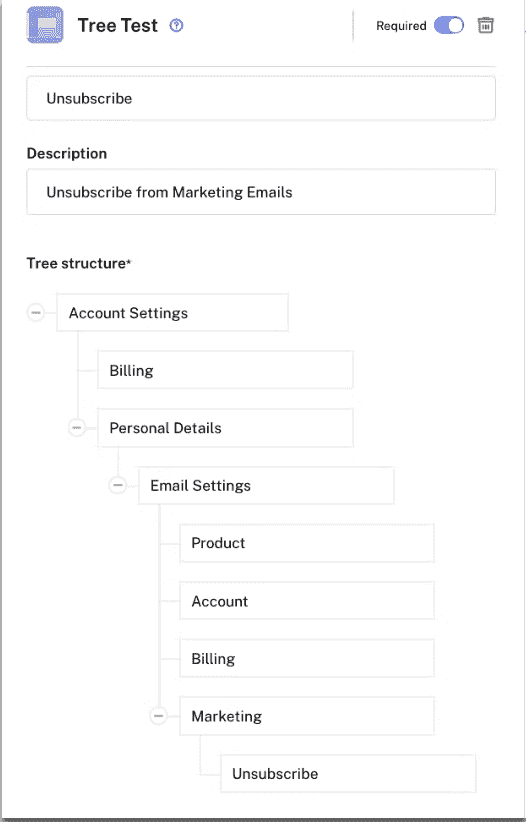 Tree Test
Required
Unsubscribe
Description
Unsubscribe from Marketing Emails
Tree structure*
Account Settings
Billing
Personal Details
Email Settings
Product
Account
Billing
Marketing
Unsubscribe